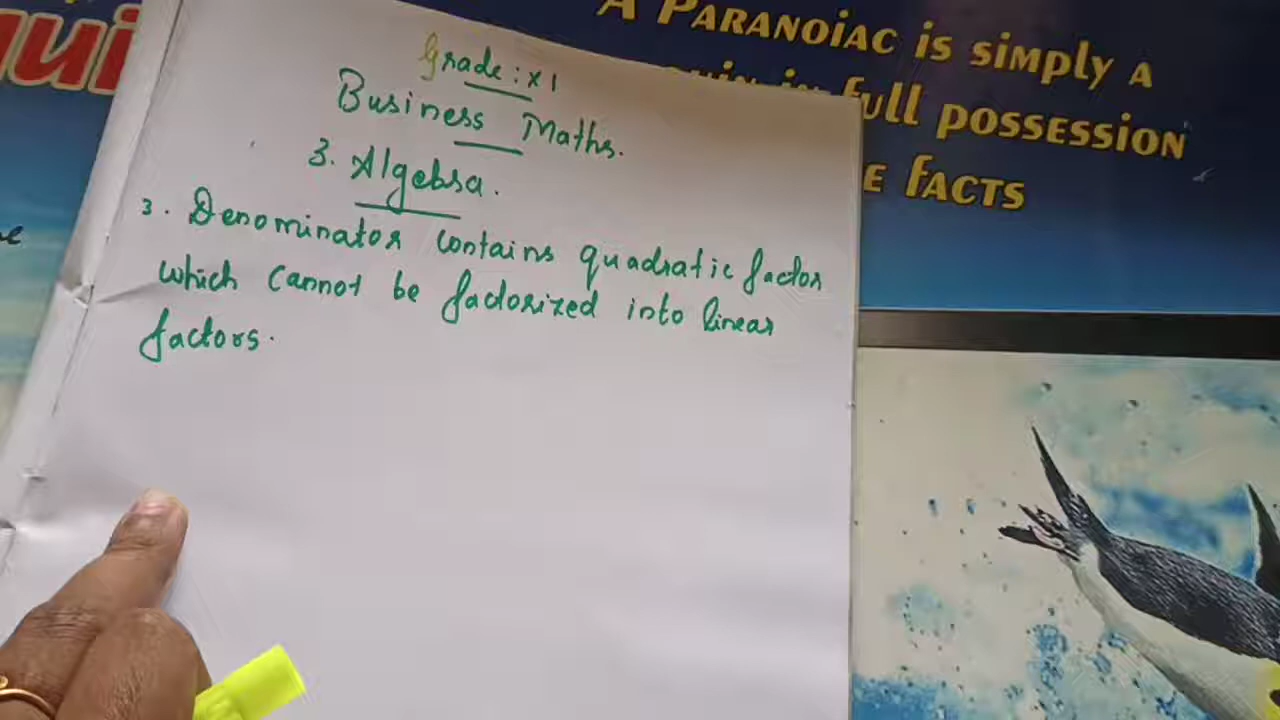 Grade : XI
Business Maths.
3. Algebra.
3. Denominator contains quadratic factor
which cannot be factorized into linear
factors.
A PARANOiAC is simply A
full possession
E fACTS
qui